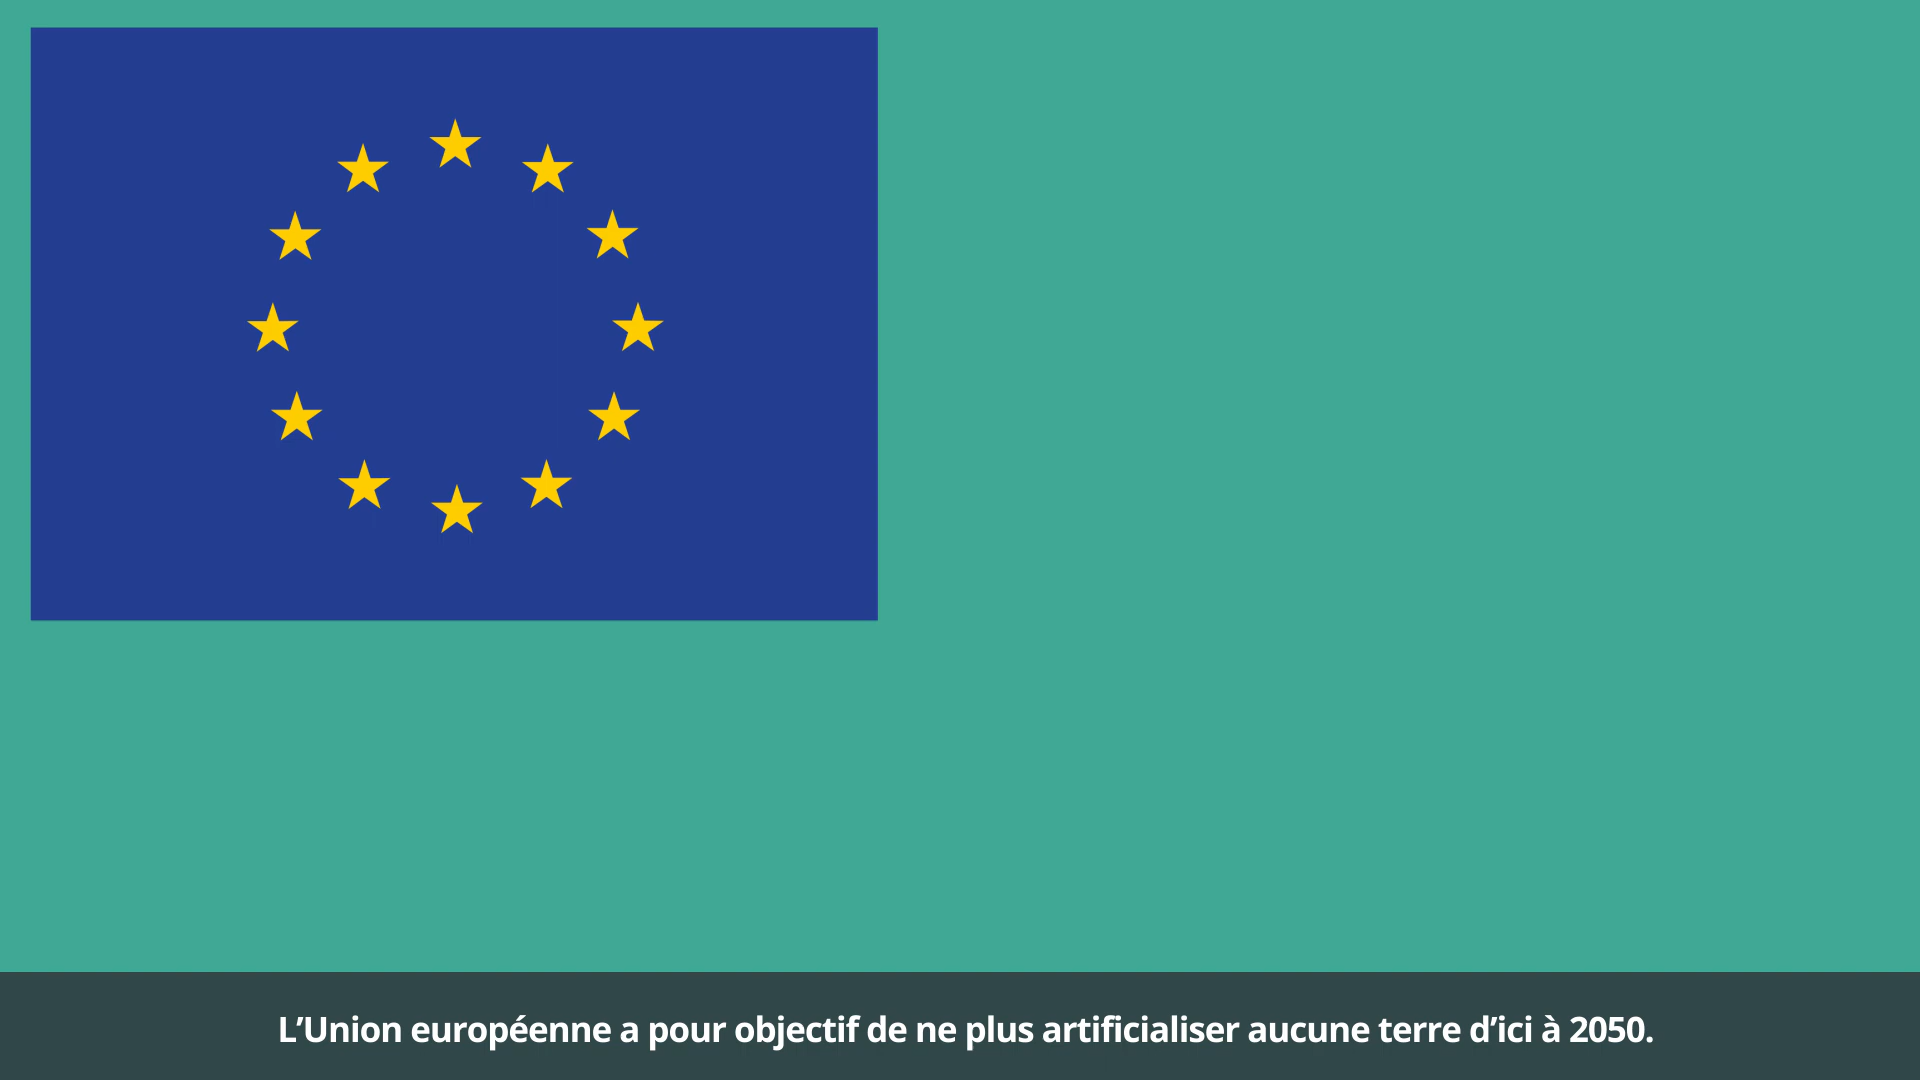 L’Union européenne a pour objectif de ne plus artificialiser aucune terre d’ici à 2050.